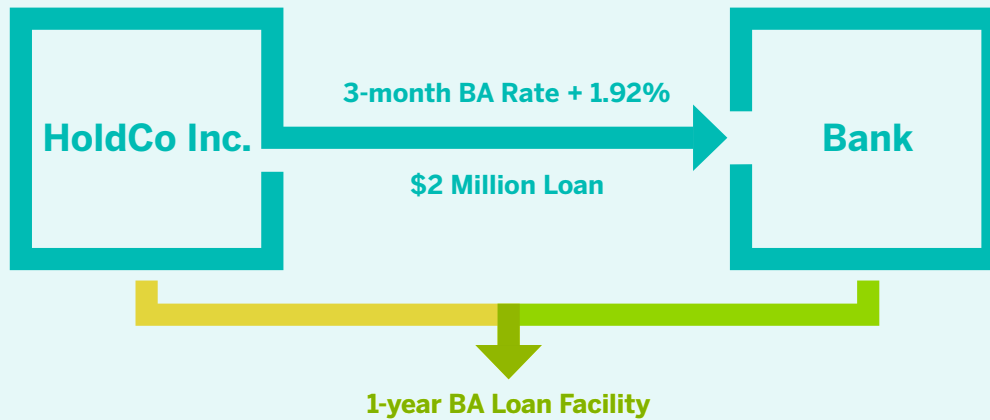 3-month BA Rate + 1.92%
HoldCo Inc.
Bank
$2 Million Loan
1-year BA Loan Facility